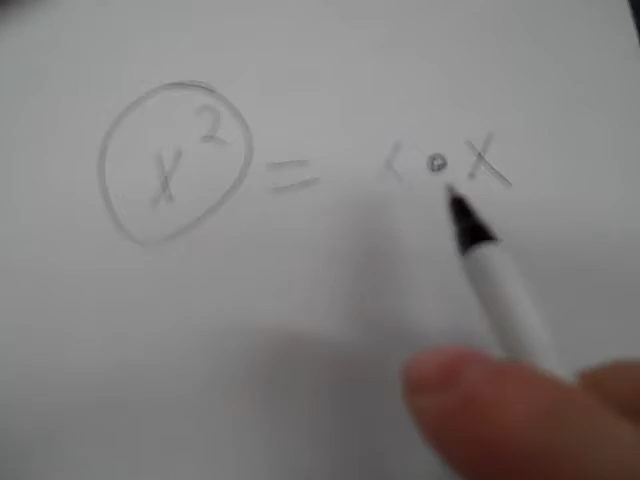 x² = x · x